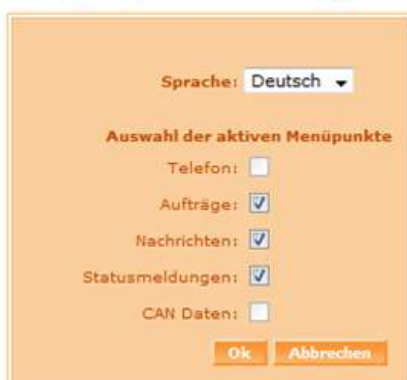 Sprache: Deutsch
Auswahl der aktiven Menüpunkte
Telefon:
Aufträge:
Nachrichten:
Statusmeldungen:
CAN Daten:
Ok Abbrechen